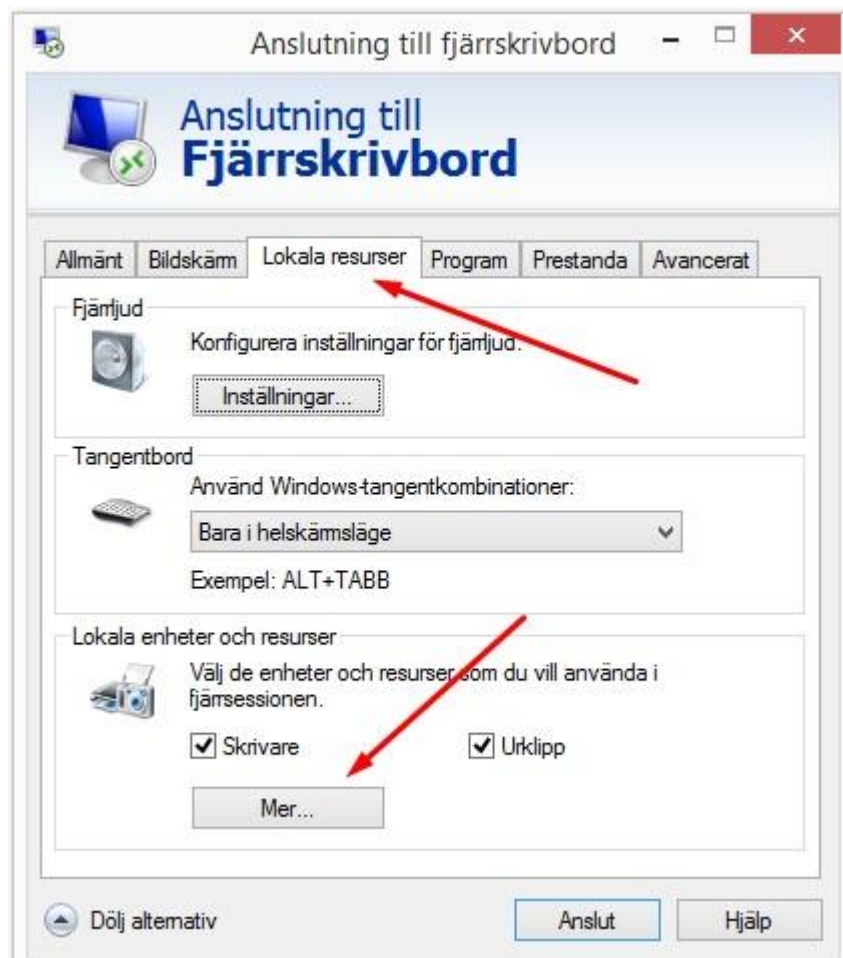 Anslutning till fjärrskrivbord
Anslutning till
Fjärrskrivbord
Allmänt Bildskärm Lokala resurser Program Prestanda Avancerat
Fjärrljud
Konfigurera inställningar för fjärrljud.
Inställningar...
Tangentbord
Använd Windows-tangentkombinationer:
Bara i helskärmsläge
Exempel: ALT+TABB
Lokala enheter och resurser
Välj de enheter och resurser som du vill använda i
fjärrsessionen.
Skrivare Urklipp
Mer...
Dölj alternativ Anslut Hjälp